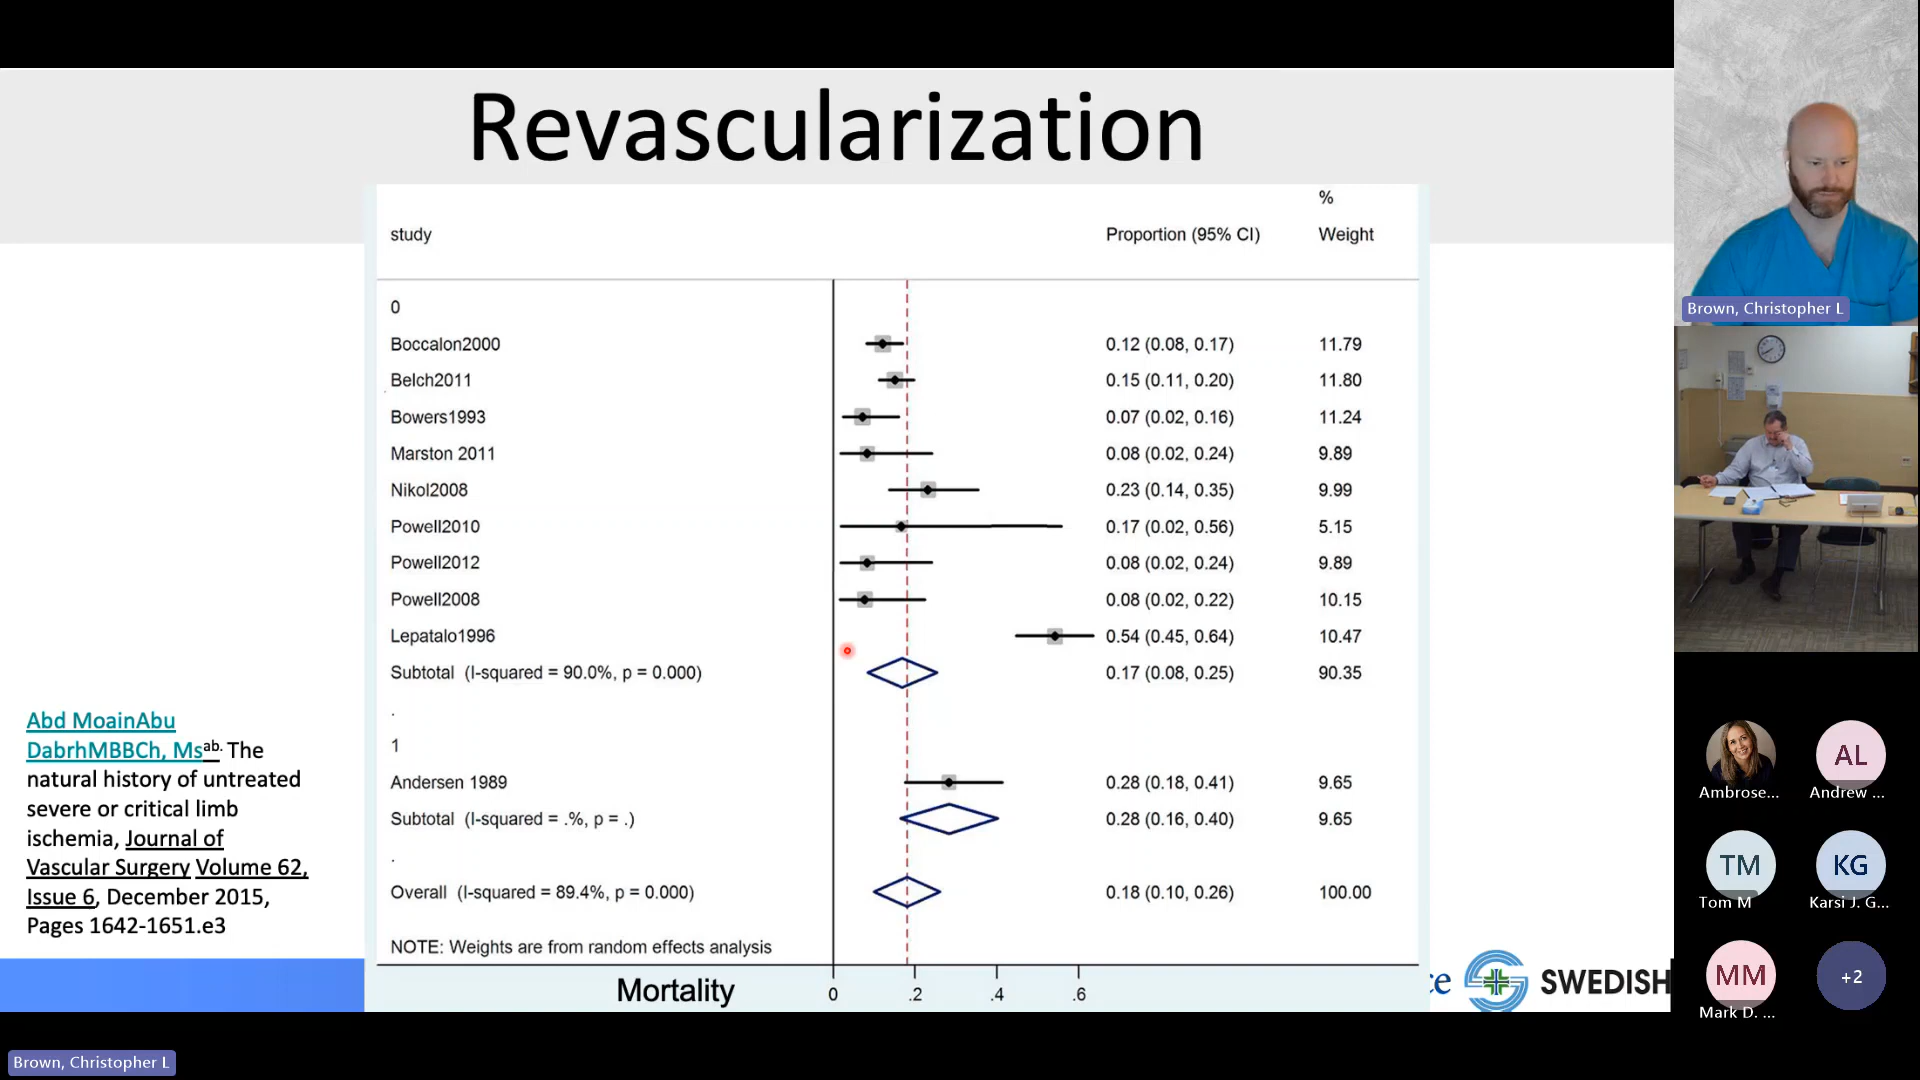 Revascularization
%
study Proportion (95% CI) Weight
0
Boccalon2000 0.12 (0.08, 0.17) 11.79
Belch2011 0.15 (0.11, 0.20) 11.80
Bowers1993 0.07 (0.02, 0.16) 11.24
Marston 2011 0.08 (0.02, 0.24) 9.89
Nikol2008 0.23 (0.14, 0.35) 9.99
Powell2010 0.17 (0.02, 0.56) 5.15
Powell2012 0.08 (0.02, 0.24) 9.89
Powell2008 0.08 (0.02, 0.22) 10.15
Lepatalo1996 0.54 (0.45, 0.64) 10.47
Subtotal (I-squared = 90.0%, p = 0.000) 0.17 (0.08, 0.25) 90.35
.
1
Andersen 1989 0.28 (0.18, 0.41) 9.65
Subtotal (I-squared = .%, p = .) 0.28 (0.16, 0.40) 9.65
.
Overall (I-squared = 89.4%, p = 0.000) 0.18 (0.10, 0.26) 100.00
NOTE: Weights are from random effects analysis
Mortality 0 .2 .4 .6
Abd MoainAbu
DabrhMBBCh, Msab. The
natural history of untreated
severe or critical limb
ischemia, Journal of
Vascular Surgery Volume 62,
Issue 6, December 2015,
Pages 1642-1651.e3
ce SWEDISH
Brown, Christopher L
AL
Ambrose... Andrew ...
TM KG
Tom M Karsi J. G...
MM +2
Mark D. ...
Brown, Christopher L